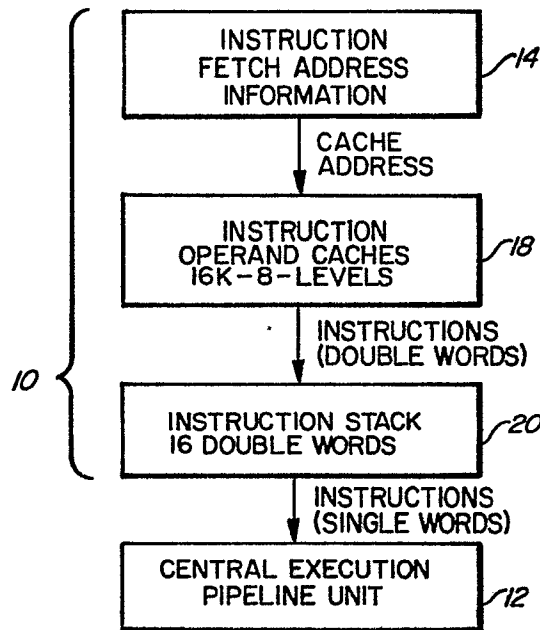 INSTRUCTION
FETCH ADDRESS
INFORMATION
14
CACHE
ADDRESS
INSTRUCTION
OPERAND CACHES
16K-8-LEVELS
18
INSTRUCTIONS
(DOUBLE WORDS)
10
INSTRUCTION STACK
16 DOUBLE WORDS
20
INSTRUCTIONS
(SINGLE WORDS)
CENTRAL EXECUTION
PIPELINE UNIT
12